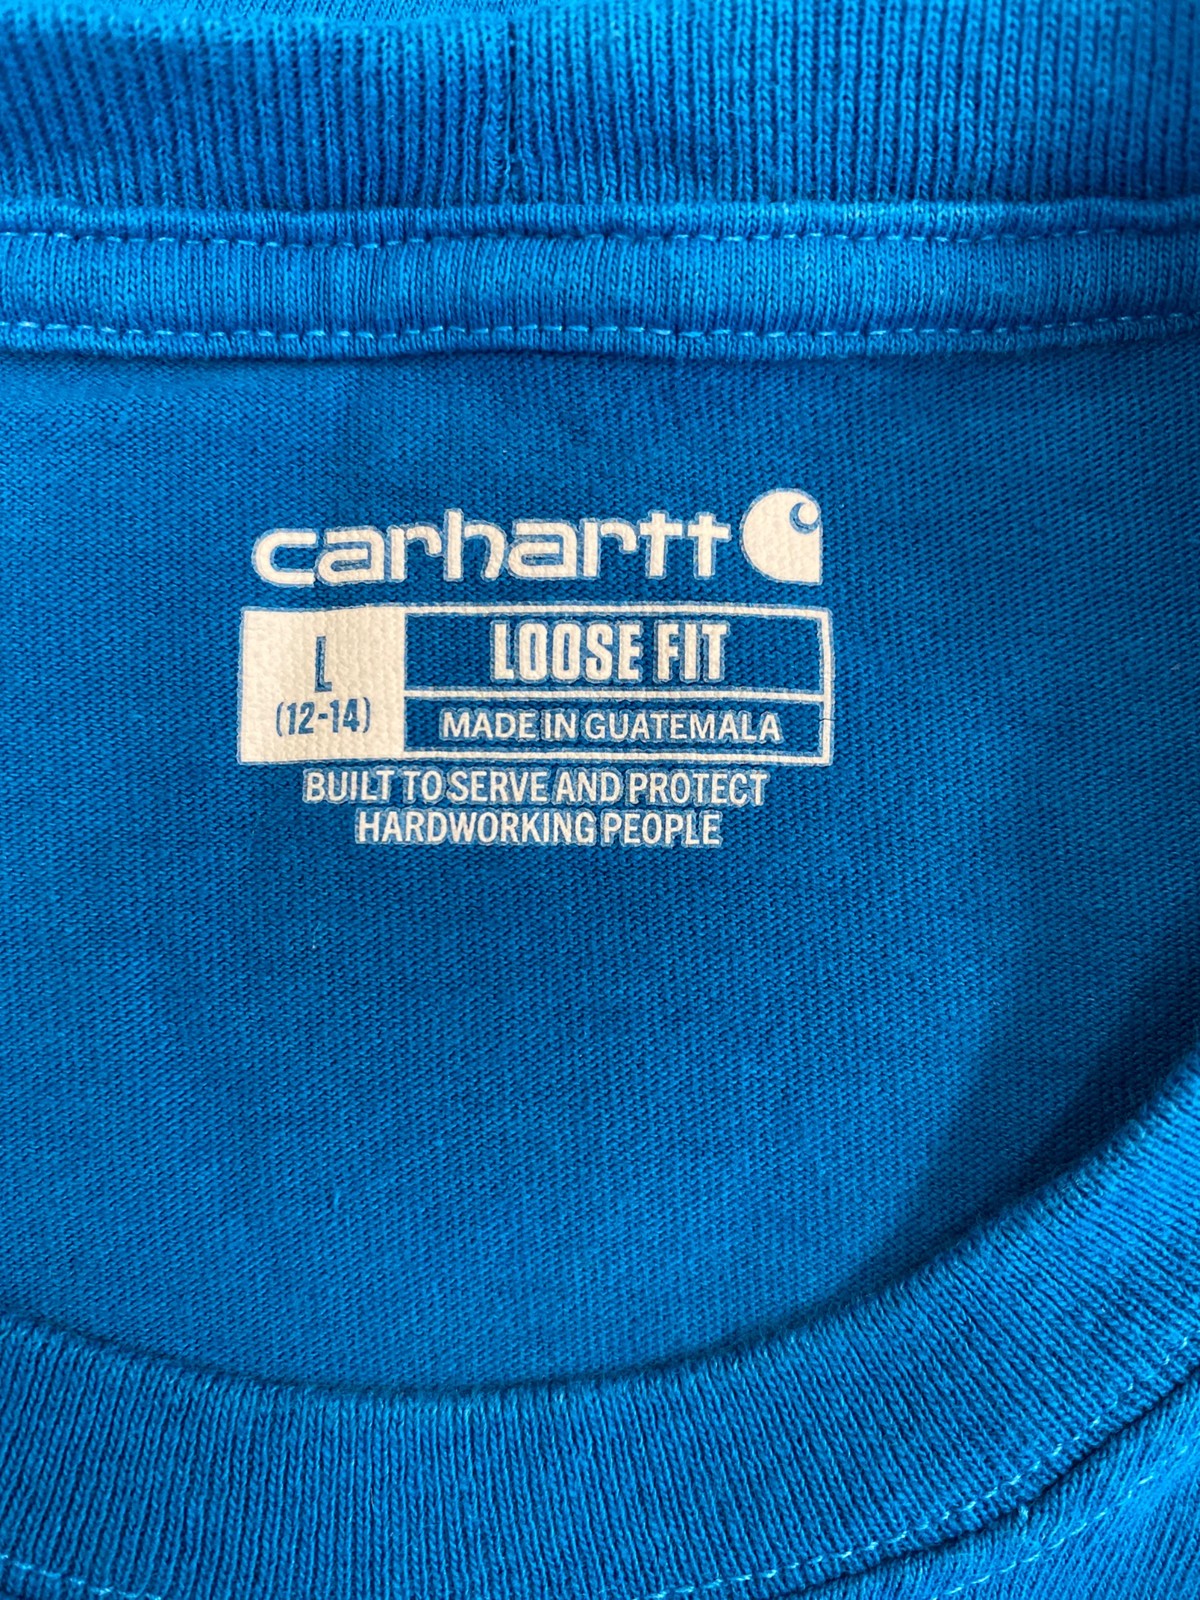 carhartt
L
(12-14)
LOOSE FIT
MADE IN GUATEMALA
BUILT TO SERVE AND PROTECT
HARDWORKING PEOPLE